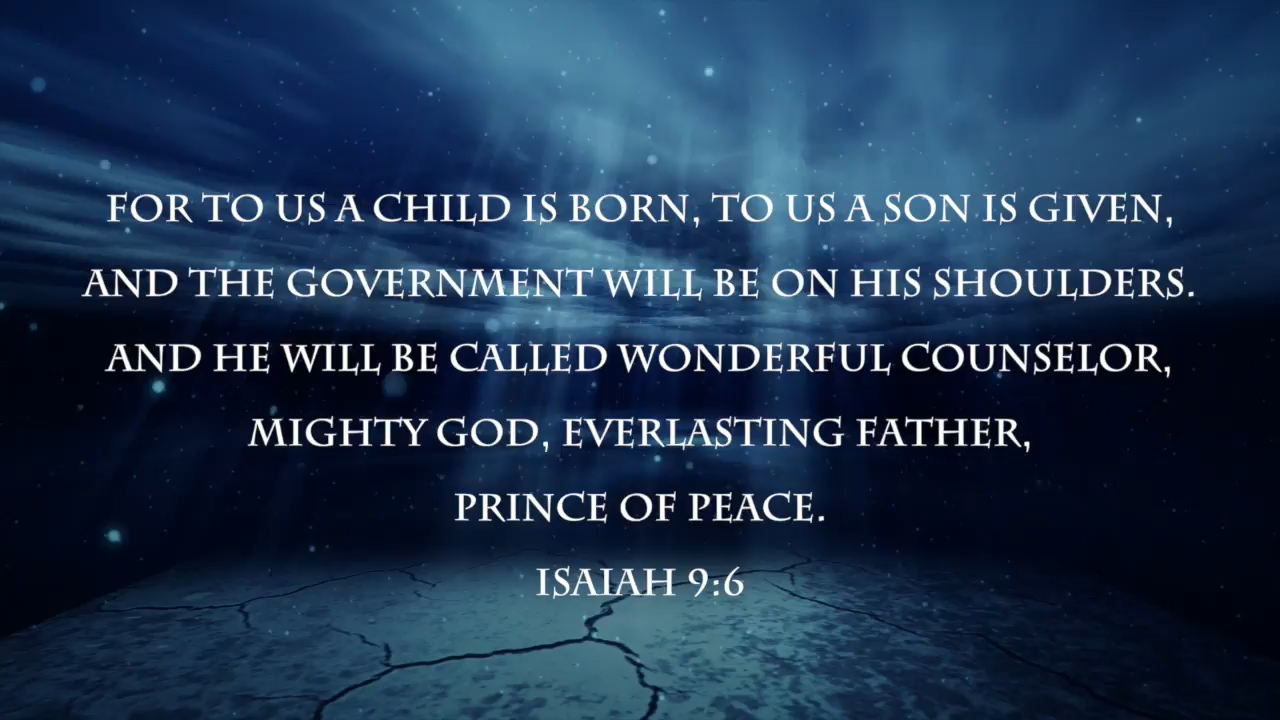 FOR TO US A CHILD IS BORN, TO US A SON IS GIVEN,
AND THE GOVERNMENT WILL BE ON HIS SHOULDERS.
AND HE WILL BE CALLED WONDERFUL COUNSELOR,
MIGHTY GOD, EVERLASTING FATHER,
PRINCE OF PEACE.
ISAIAH 9:6